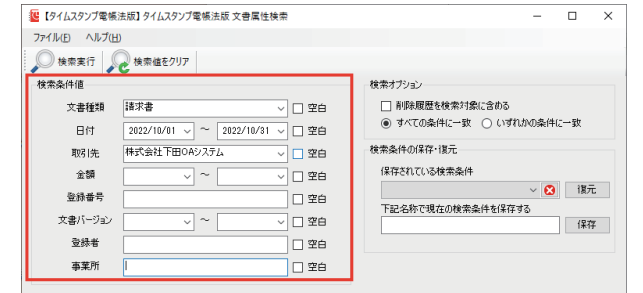 【タイムスタンプ電帳法版】タイムスタンプ電帳法版 文書属性検索
ファイル(F) ヘルプ(H)
検索実行 検索値をクリア
検索条件値
文書種類 請求書 空白
日付 2022/10/01 ～ 2022/10/31 空白
取引先 株式会社下田OAシステム 空白
金額 ～ 空白
登録番号 空白
文書バージョン ～ 空白
登録者 空白
事業所 空白
検索オプション
削除履歴を検索対象に含める
すべての条件に一致 いずれかの条件に一致
検索条件の保存・復元
保存されている検索条件
復元
下記名称で現在の検索条件を保存する
保存